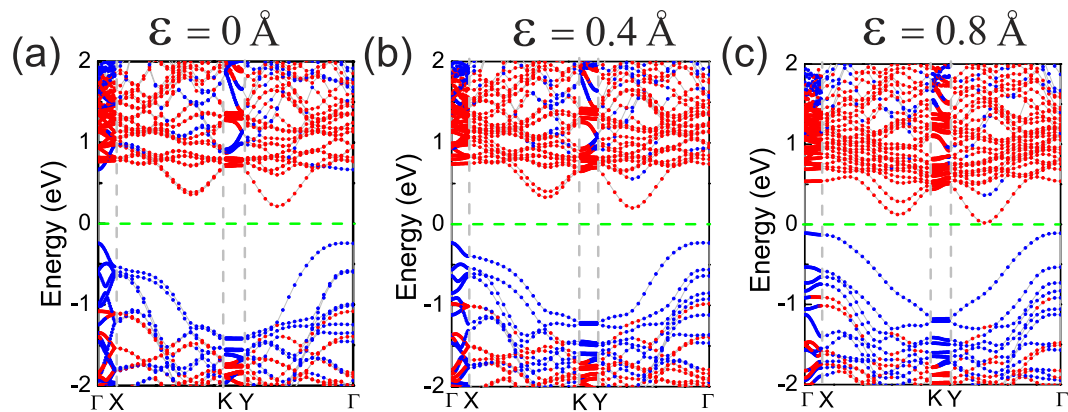 (a) ε = 0 Å
(b) ε = 0.4 Å
(c) ε = 0.8 Å
Energy (eV)
2
1
0
-1
-2
Γ X K Y Γ
Energy (eV)
2
1
0
-1
-2
Γ X K Y Γ
Energy (eV)
2
1
0
-1
-2
Γ X K Y Γ